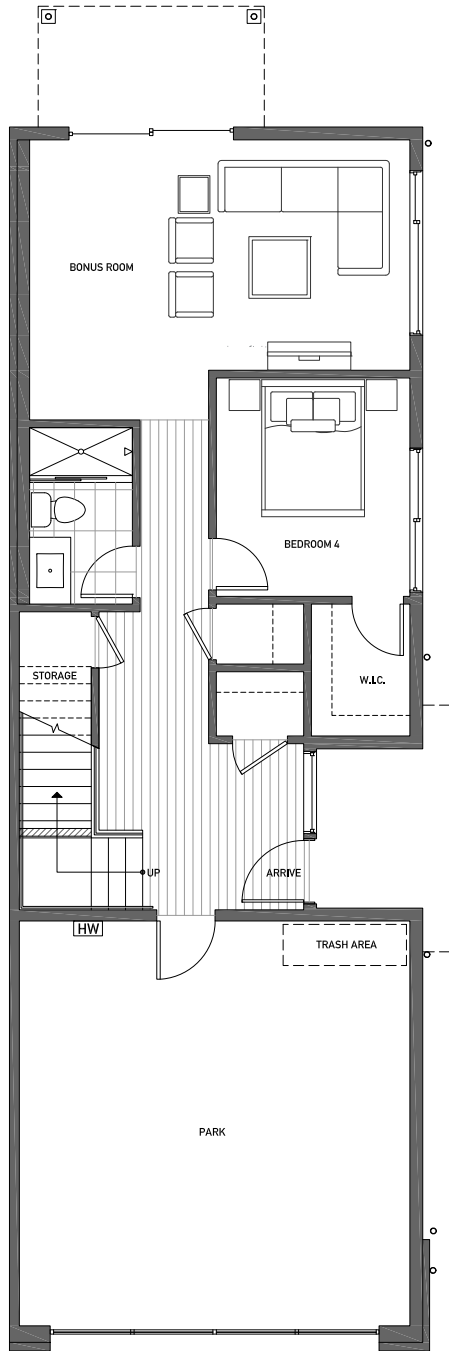 BONUS ROOM
BEDROOM 4
STORAGE
W.I.C.
UP
ARRIVE
HW
TRASH AREA
PARK